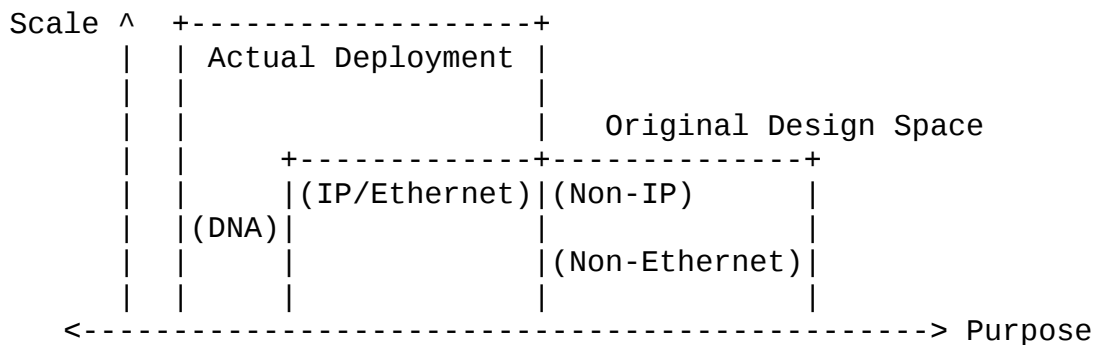 Scale ^  +---------------------+
      |  | Actual Deployment |
      |  |                   |
      |  |                   |   Original Design Space
      |  |     +-------------+--------------+
      |  |     |(IP/Ethernet)|(Non-IP)      |
      |  |(DNA)|             |              |
      |  |     |             |(Non-Ethernet)|
      |  |     |             |              |
   <-----------------------------------------------> Purpose